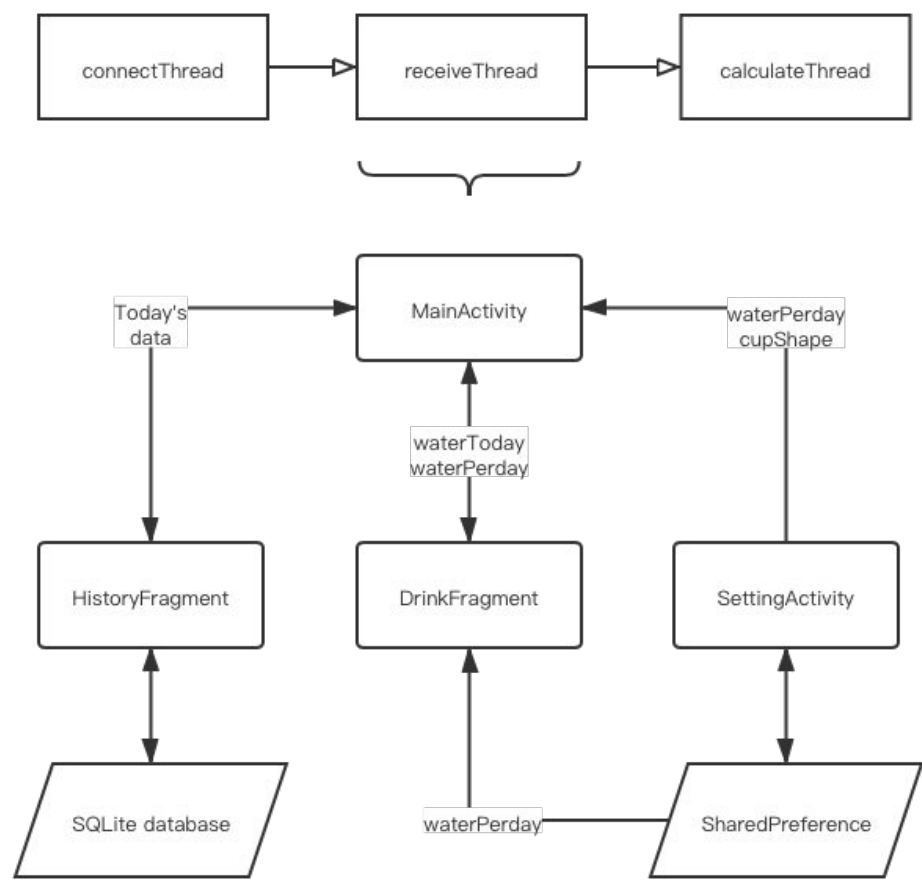 connectThread
receiveThread
calculateThread
MainActivity
Today's
data
waterPerday
cupShape
waterToday
waterPerday
HistoryFragment
DrinkFragment
SettingActivity
SQLite database
waterPerday
SharedPreference